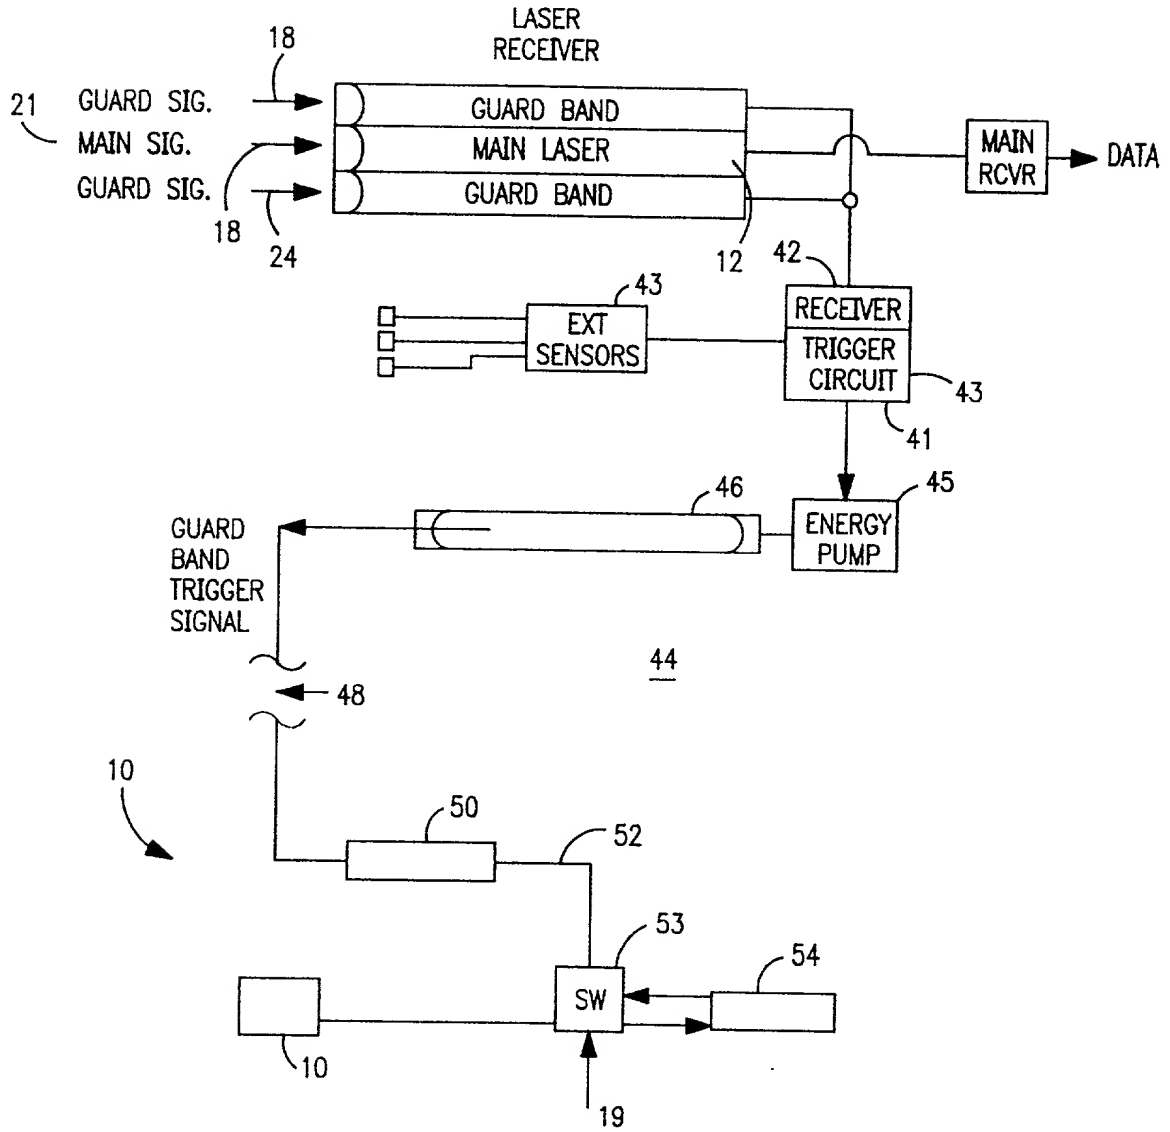 LASER
RECEIVER
18
21
GUARD SIG.
MAIN SIG.
GUARD SIG.
18
24
GUARD BAND
MAIN LASER
GUARD BAND
12
MAIN
RCVR
DATA
42
43
EXT
SENSORS
RECEIVER
TRIGGER
CIRCUIT
43
41
46
45
ENERGY
PUMP
GUARD
BAND
TRIGGER
SIGNAL
44
48
10
50
52
53
SW
54
10
19